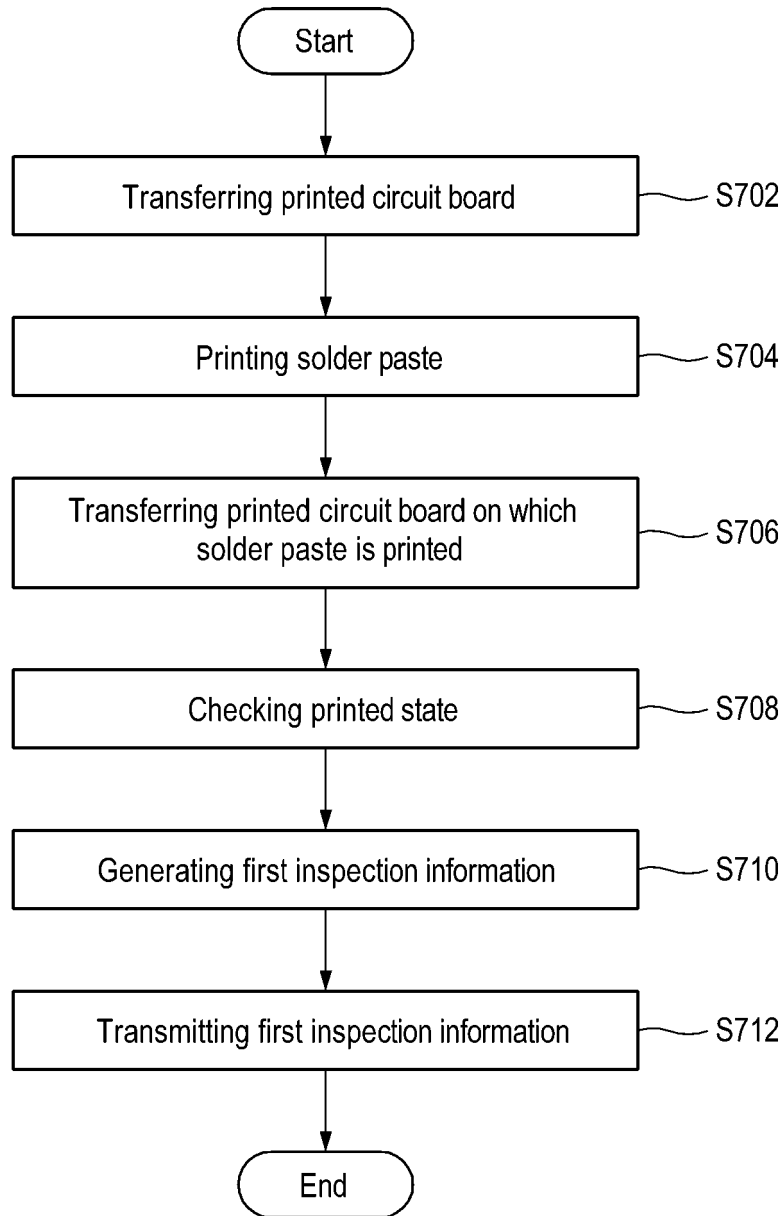 Start
Transferring printed circuit board
S702
Printing solder paste
S704
Transferring printed circuit board on which
solder paste is printed
S706
Checking printed state
S708
Generating first inspection information
S710
Transmitting first inspection information
S712
End